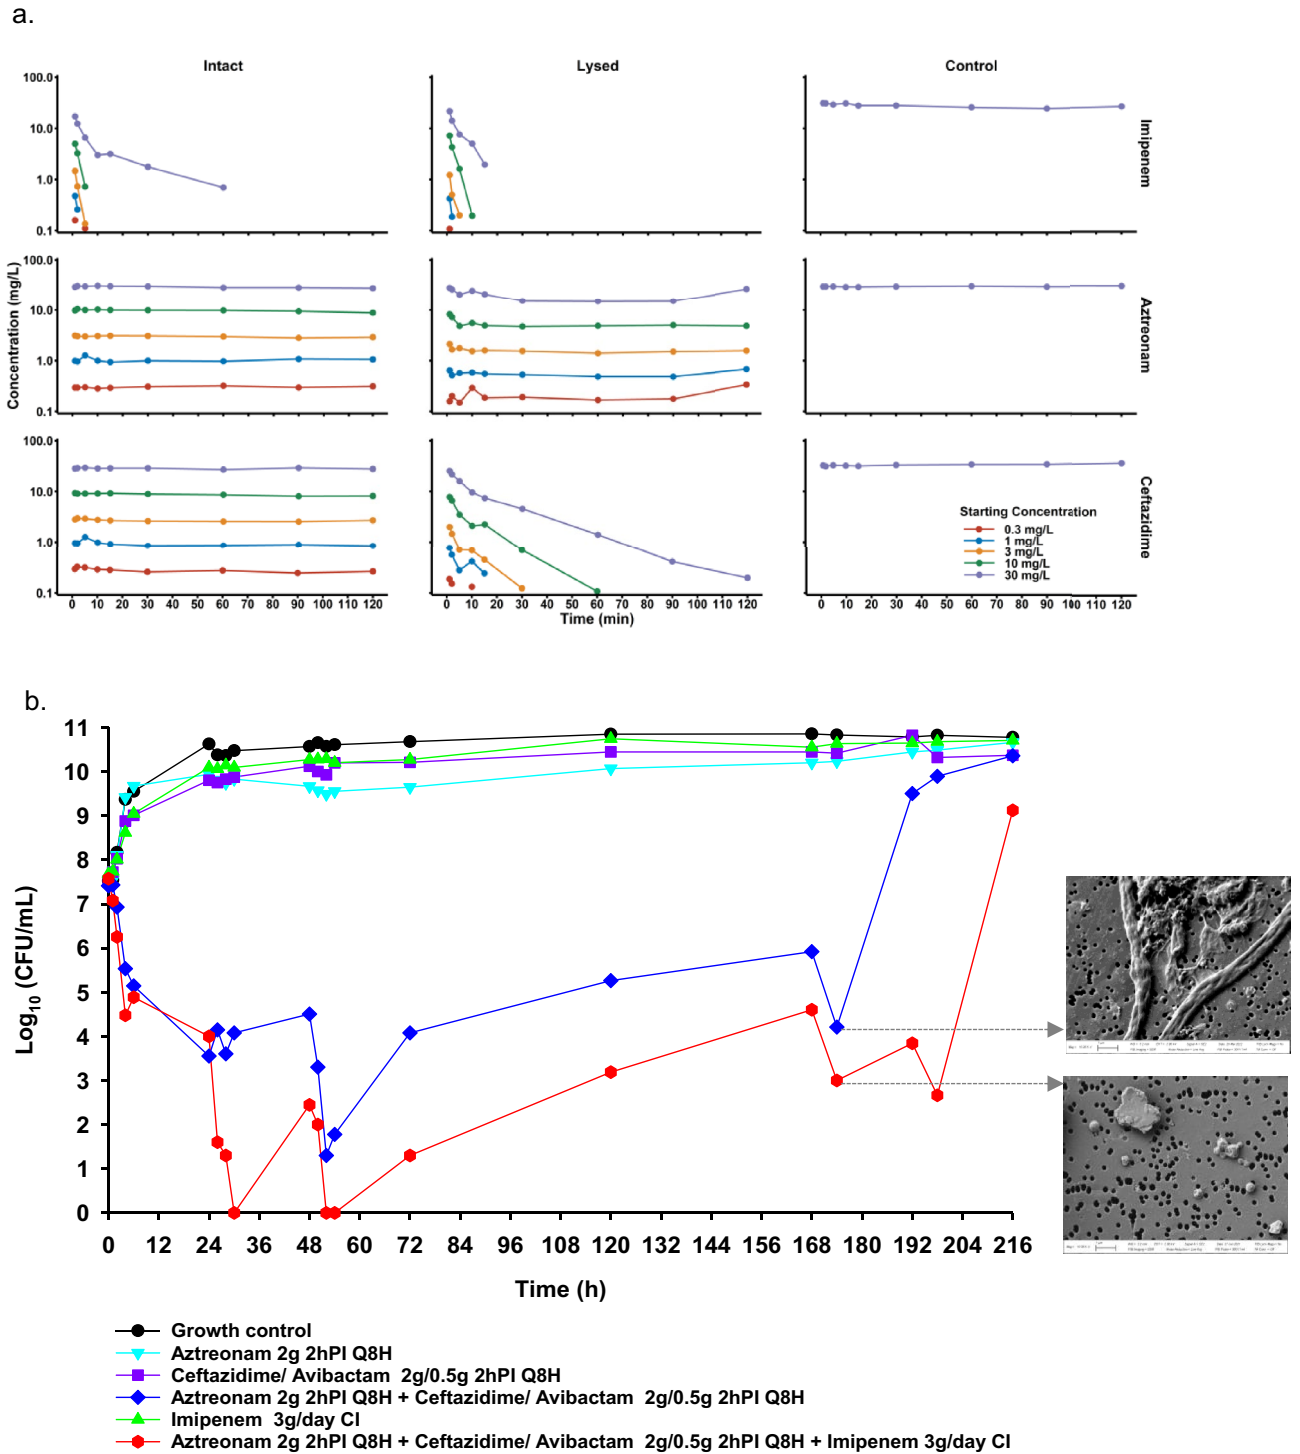 a.
Intact
Lysed
Control
100.0
10.0
1.0
0.1
Imipenem
100.0
10.0
1.0
0.1
Aztreonam
Concentration (mg/L)
100.0
10.0
1.0
0.1
Ceftazidime
Starting Concentration
0.3 mg/L
1 mg/L
3 mg/L
10 mg/L
30 mg/L
0 10 20 30 40 50 60 70 80 90 100 110 120
0 10 20 30 40 50 60 70 80 90 100 110 120
0 10 20 30 40 50 60 70 80 90 100 110 120
Time (min)
b.
11
10
9
8
7
6
5
4
3
2
1
0
Log10 (CFU/mL)
0 12 24 36 48 60 72 84 96 108 120 132 144 156 168 180 192 204 216
Time (h)
Growth control
Aztreonam 2g 2hPI Q8H
Ceftazidime/ Avibactam 2g/0.5g 2hPI Q8H
Aztreonam 2g 2hPI Q8H + Ceftazidime/ Avibactam 2g/0.5g 2hPI Q8H
Imipenem 3g/day CI
Aztreonam 2g 2hPI Q8H + Ceftazidime/ Avibactam 2g/0.5g 2hPI Q8H + Imipenem 3g/day CI